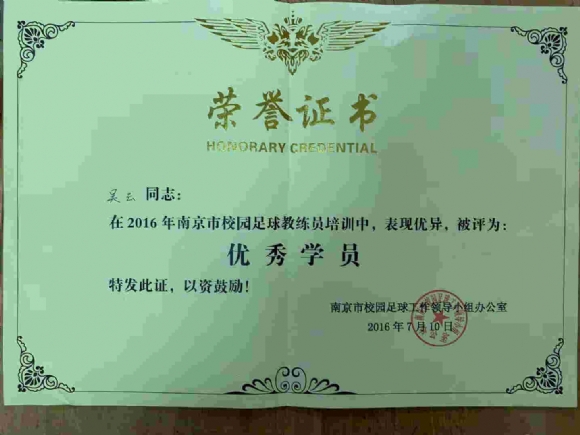 荣誉证书
HONORARY CREDENTIAL
吴云 同志：
在2016年南京市校园足球教练员培训中，表现优异，被评为：
优秀学员
特发此证，以资鼓励！
南京市校园足球工作领导小组办公室
2016年7月10日